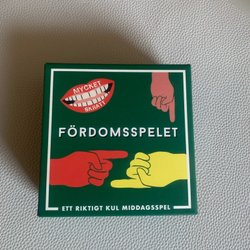 MYCKET
SKRATT
FÖRDOMSSPELET
ETT RIKTIGT KUL MIDDAGSSPEL